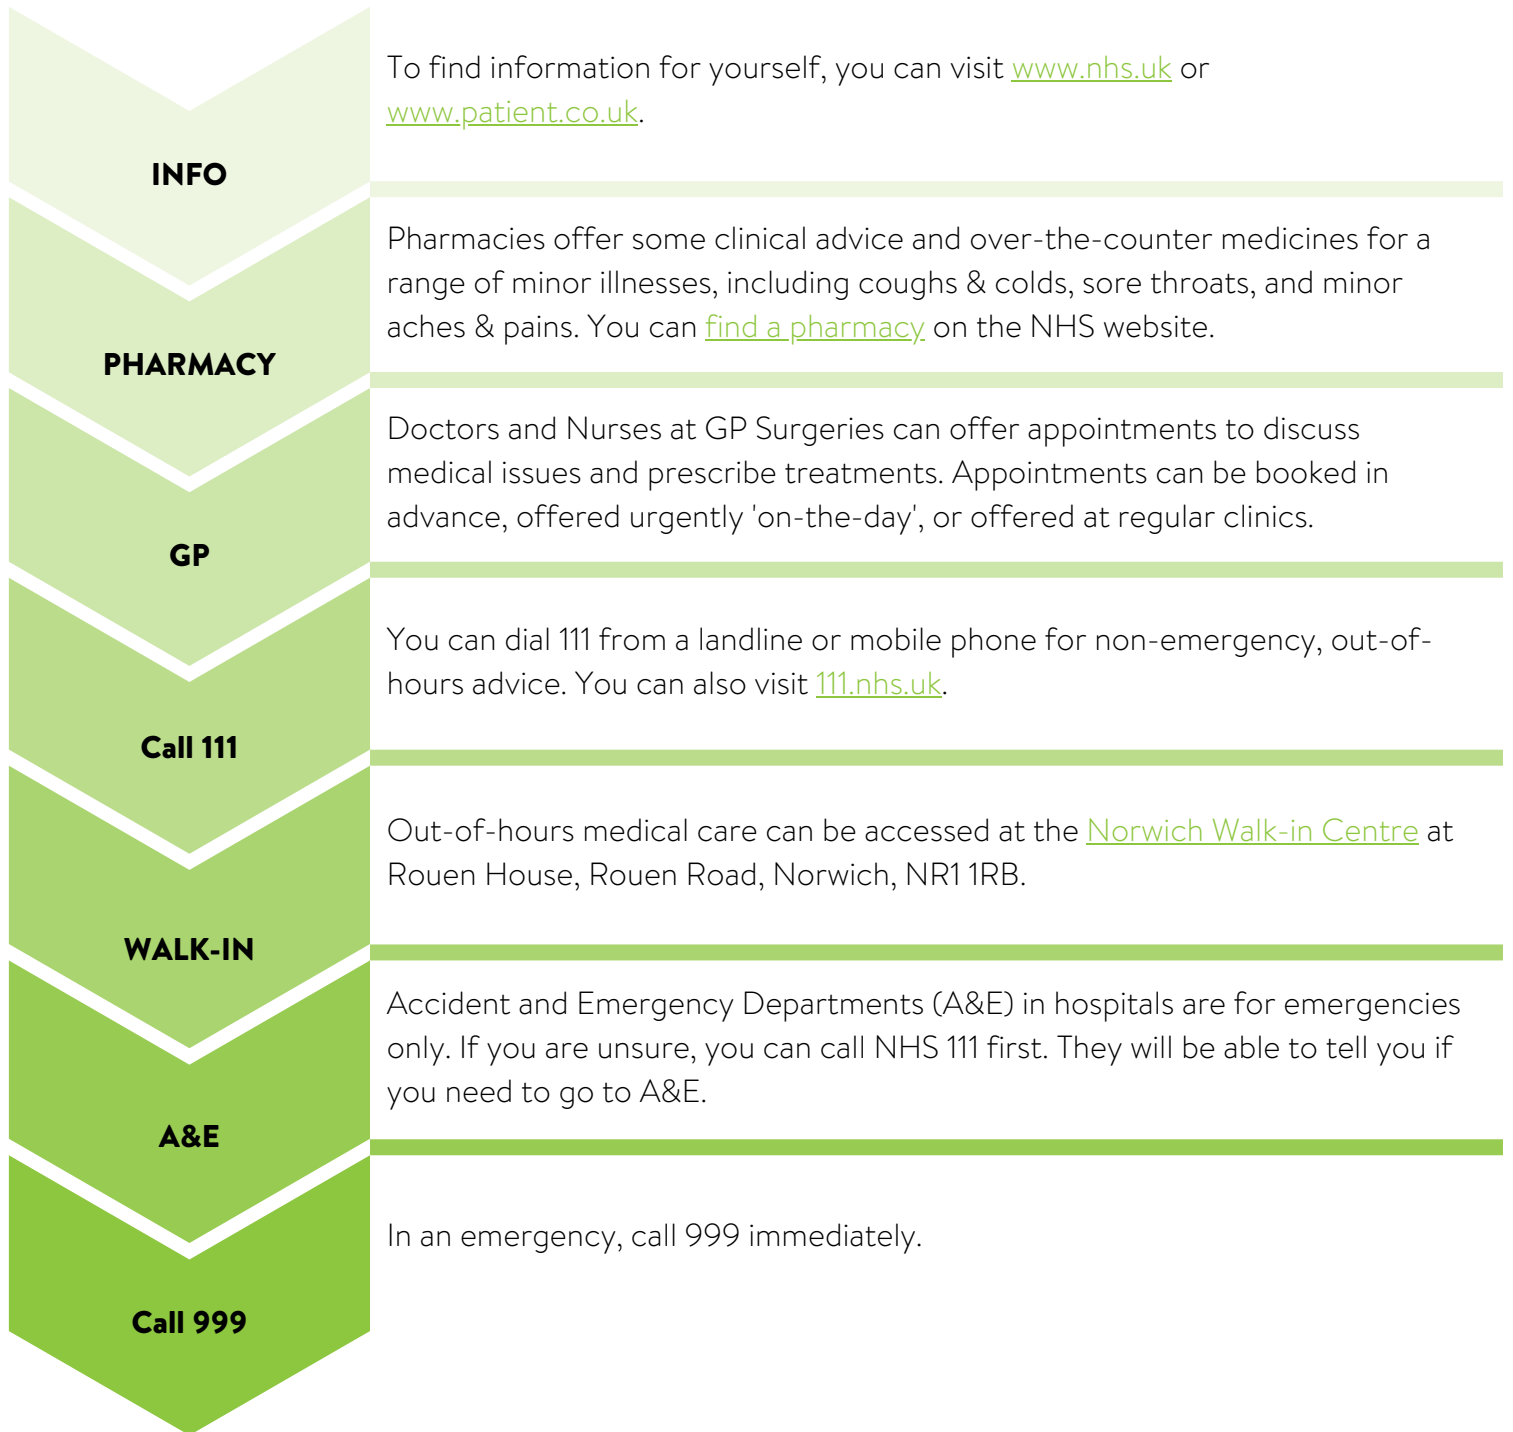 To find information for yourself, you can visit www.nhs.uk or
www.patient.co.uk.
INFO
Pharmacies offer some clinical advice and over-the-counter medicines for a
range of minor illnesses, including coughs & colds, sore throats, and minor
aches & pains. You can find a pharmacy on the NHS website.
PHARMACY
Doctors and Nurses at GP Surgeries can offer appointments to discuss
medical issues and prescribe treatments. Appointments can be booked in
advance, offered urgently 'on-the-day', or offered at regular clinics.
GP
You can dial 111 from a landline or mobile phone for non-emergency, out-of-
hours advice. You can also visit 111.nhs.uk.
Call 111
Out-of-hours medical care can be accessed at the Norwich Walk-in Centre at
Rouen House, Rouen Road, Norwich, NR1 1RB.
WALK-IN
Accident and Emergency Departments (A&E) in hospitals are for emergencies
only. If you are unsure, you can call NHS 111 first. They will be able to tell you if
you need to go to A&E.
A&E
In an emergency, call 999 immediately.
Call 999